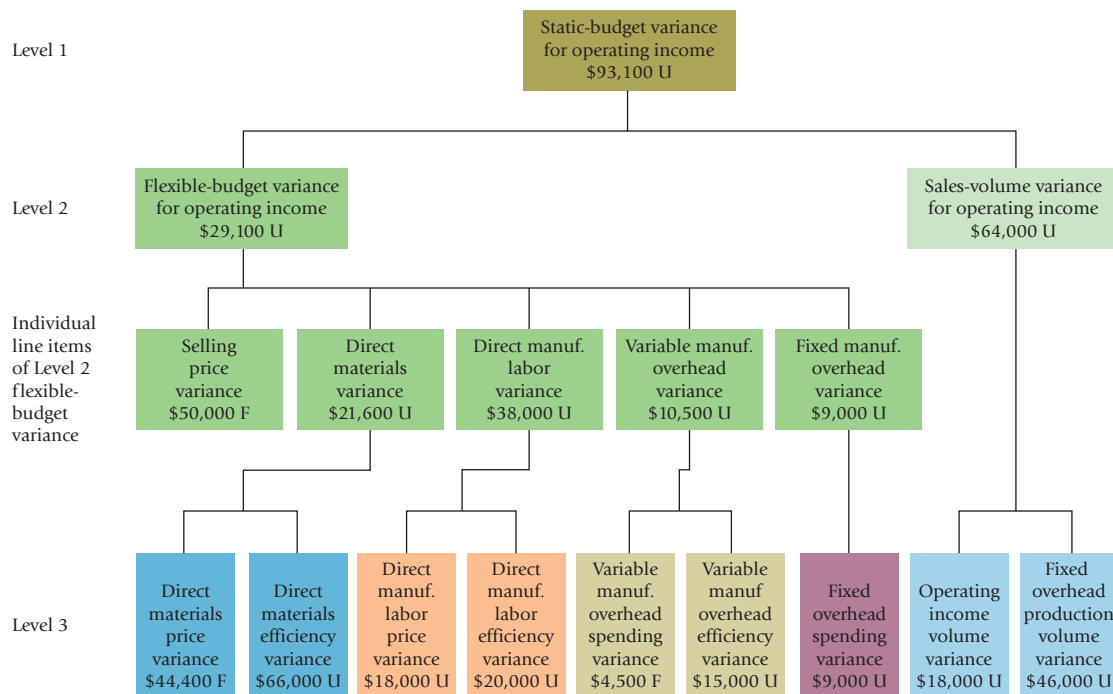 Level 1
Static-budget variance
for operating income
$93,100 U
Level 2
Flexible-budget variance
for operating income
$29,100 U
Sales-volume variance
for operating income
$64,000 U
Individual
line items
of Level 2
flexible-
budget
variance
Selling
price
variance
$50,000 F
Direct
materials
variance
$21,600 U
Direct manuf.
labor
variance
$38,000 U
Variable manuf.
overhead
variance
$10,500 U
Fixed manuf.
overhead
variance
$9,000 U
Level 3
Direct
materials
price
variance
$44,400 F
Direct
materials
efficiency
variance
$66,000 U
Direct
manuf.
labor
price
variance
$18,000 U
Direct
manuf.
labor
efficiency
variance
$20,000 U
Variable
manuf.
overhead
spending
variance
$4,500 F
Variable
manuf
overhead
efficiency
variance
$15,000 U
Fixed
overhead
spending
variance
$9,000 U
Operating
income
volume
variance
$18,000 U
Fixed
overhead
production
volume
variance
$46,000 U